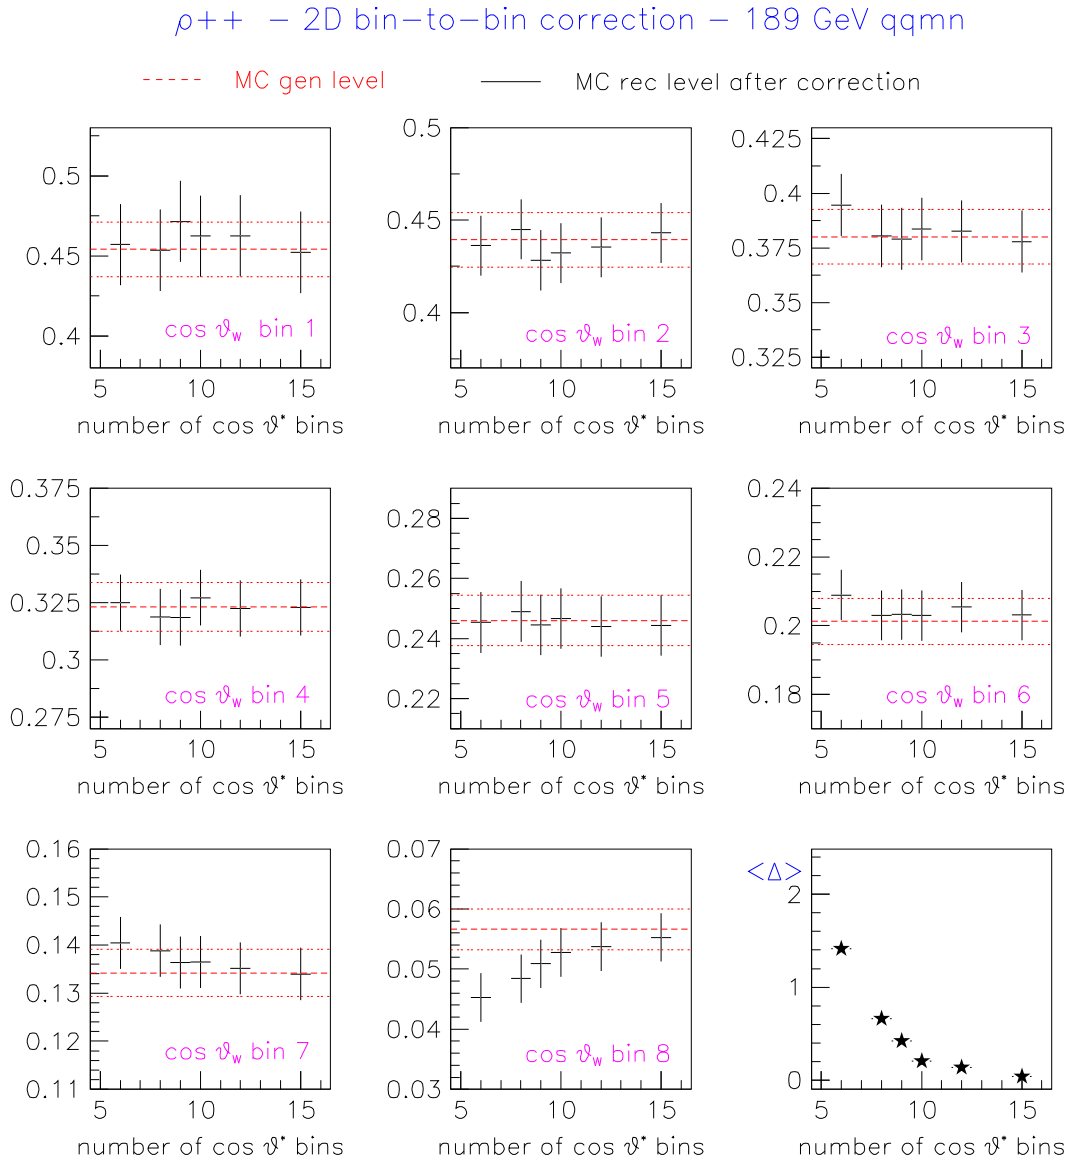 ρ++ − 2D bin−to−bin correction − 189 GeV qqmn
MC gen level MC rec level after correction
0.5
0.45
0.4
cos ϑw bin 1
5 10 15
number of cos ϑ* bins
0.5
0.45
0.4
cos ϑw bin 2
5 10 15
number of cos ϑ* bins
0.425
0.4
0.375
0.35
0.325
cos ϑw bin 3
5 10 15
number of cos ϑ* bins
0.375
0.35
0.325
0.3
0.275
cos ϑw bin 4
5 10 15
number of cos ϑ* bins
0.28
0.26
0.24
0.22
cos ϑw bin 5
5 10 15
number of cos ϑ* bins
0.24
0.22
0.2
0.18
cos ϑw bin 6
5 10 15
number of cos ϑ* bins
0.16
0.15
0.14
0.13
0.12
0.11
cos ϑw bin 7
5 10 15
number of cos ϑ* bins
0.07
0.06
0.05
0.04
0.03
cos ϑw bin 8
5 10 15
number of cos ϑ* bins
<Δ>
2
1
0
5 10 15
number of cos ϑ* bins